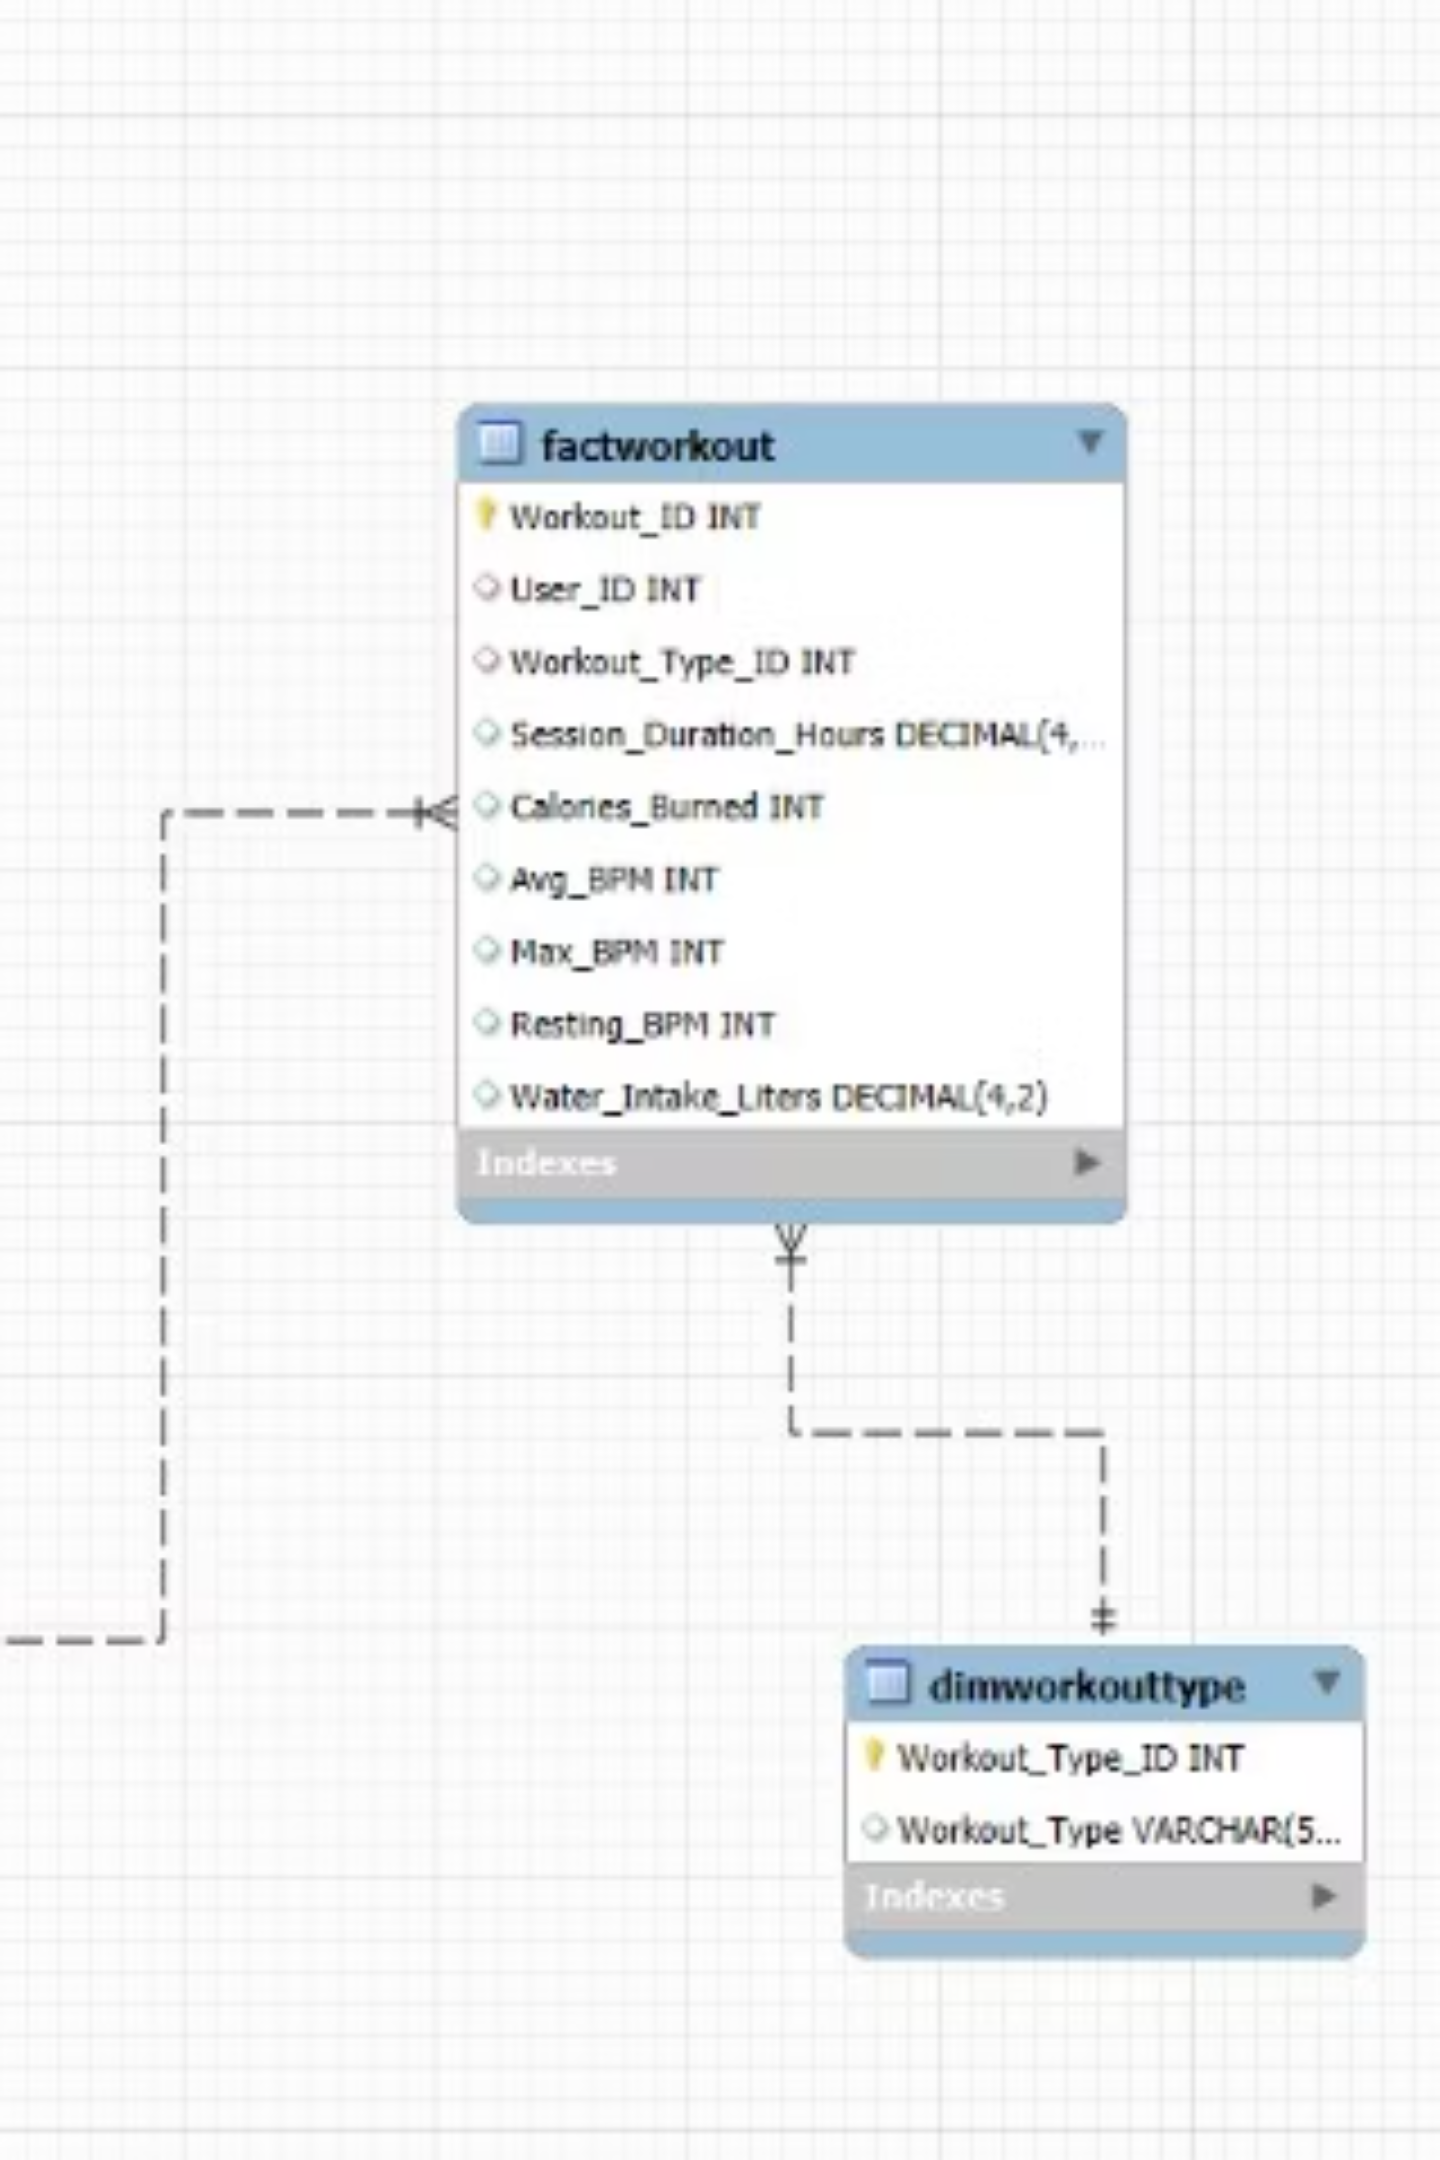 factworkout
Workout_ID INT
User_ID INT
Workout_Type_ID INT
Session_Duration_Hours DECIMAL(4,...
Calories_Burned INT
Avg_BPM INT
Max_BPM INT
Resting_BPM INT
Water_Intake_Liters DECIMAL(4,2)
Indexes
dimworkouttype
Workout_Type_ID INT
Workout_Type VARCHAR(5...
Indexes